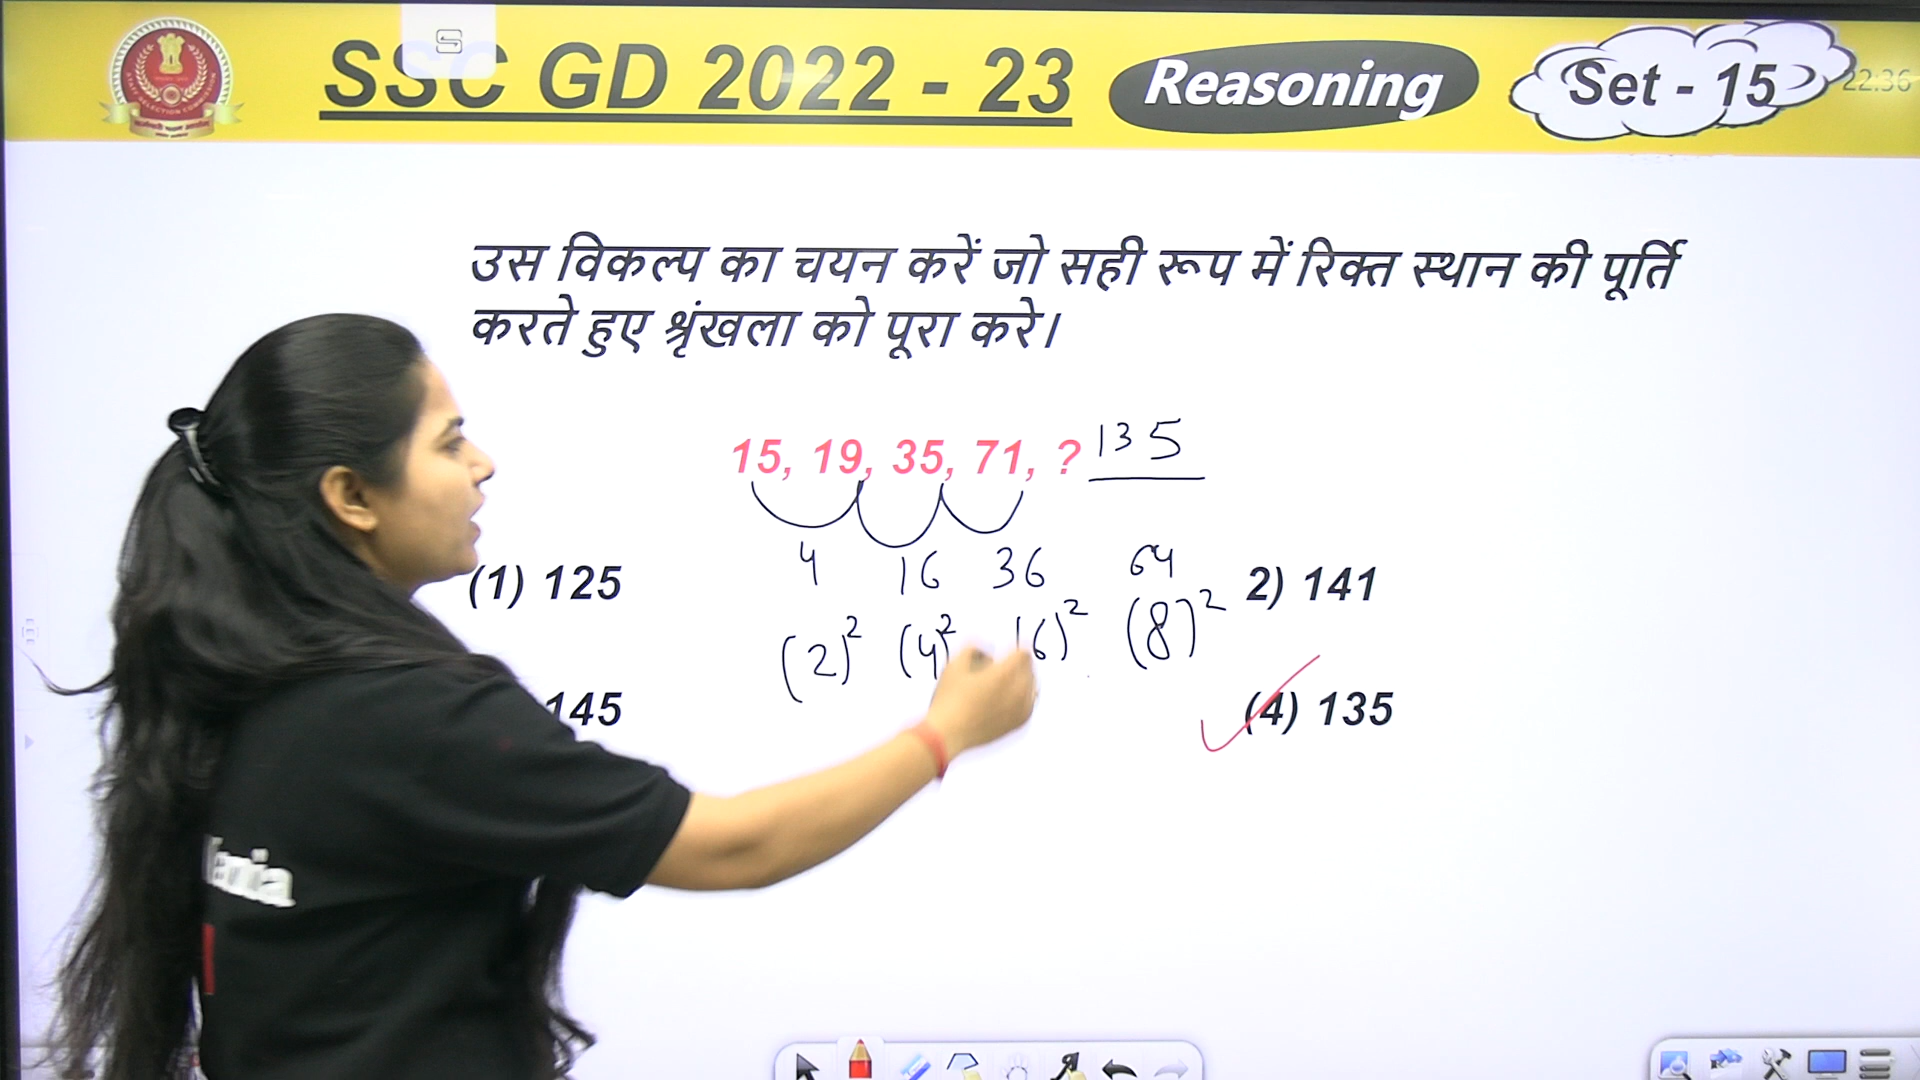 SSC GD 2022 - 23 Reasoning Set - 15 22:36
उस विकल्प का चयन करें जो सही रूप में रिक्त स्थान की पूर्ति
करते हुए श्रृंखला को पूरा करे।
15, 19, 35, 71, ? 135
4 16 36 64
(1) 125 2) 141
(2)² (4)² (6)² (8)²
145 (4) 135